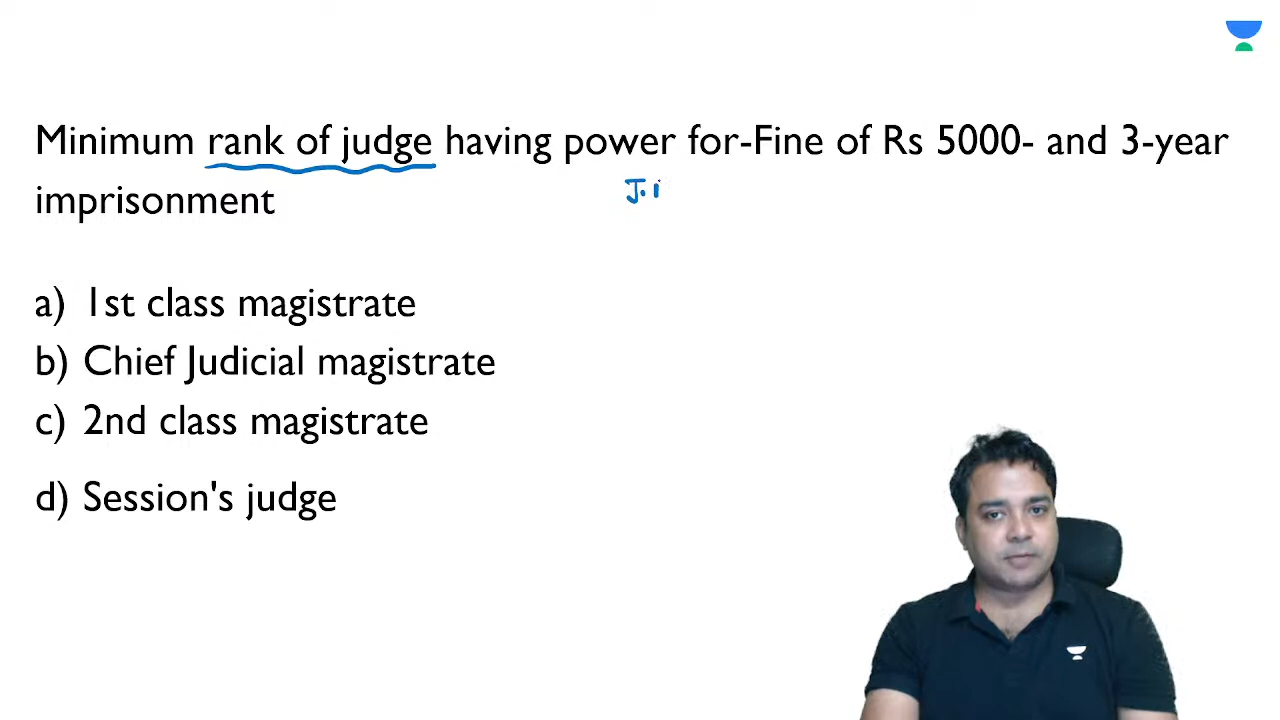 Minimum rank of judge having power for-Fine of Rs 5000- and 3-year
imprisonment
J.1
a) 1st class magistrate
b) Chief Judicial magistrate
c) 2nd class magistrate
d) Session's judge